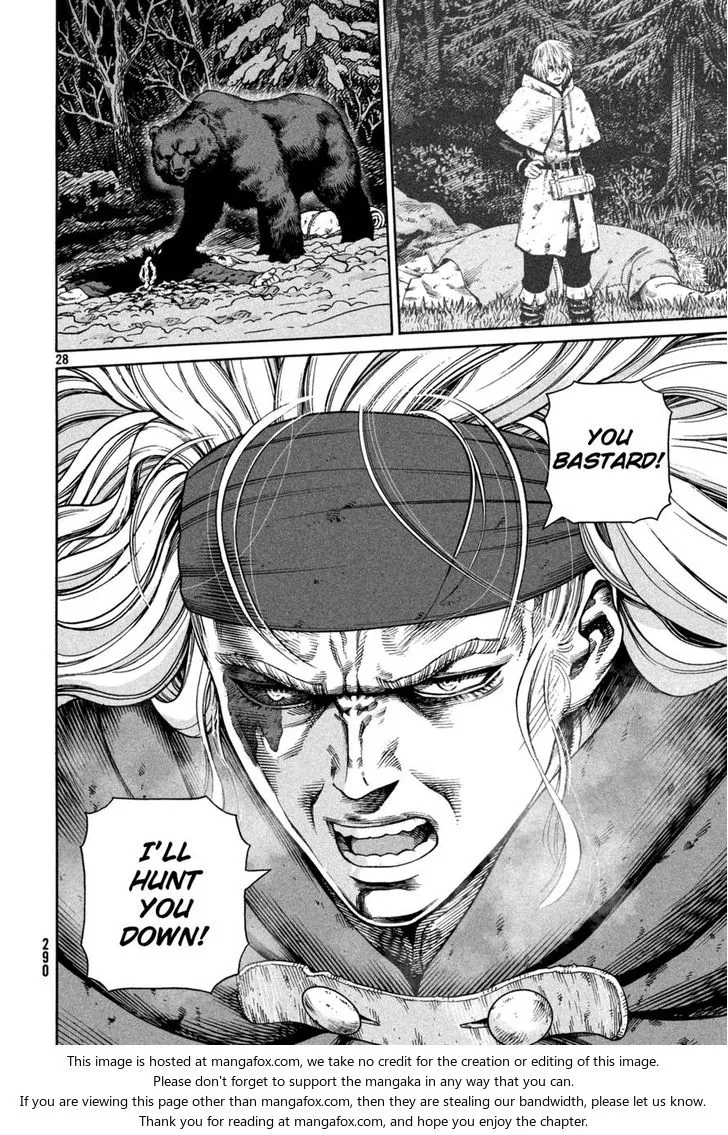 28
YOU
BASTARD!
I'LL
HUNT
YOU
DOWN!
290
This image is hosted at mangafox.com, we take no credit for the creation or editing of this image.
Please don't forget to support the mangaka in any way that you can.
If you are viewing this page other than mangafox.com, then they are stealing our bandwidth, please let us know.
Thank you for reading at mangafox.com, and hope you enjoy the chapter.